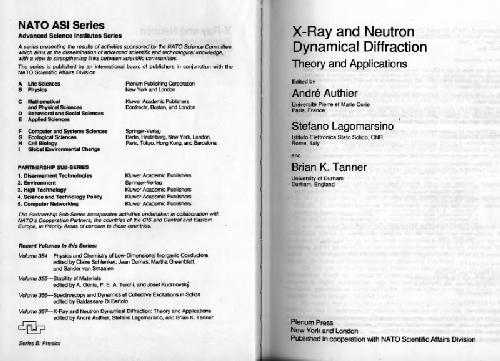 NATO ASI Series
Advanced Science Institutes Series
A series presenting the results of activities sponsored by the NATO Science Committee,
which aims at the dissemination of advanced scientific and technological knowledge,
with a view to strengthening links between scientific communities.
The series is published by an international board of publishers in conjunction with the
NATO Scientific Affairs Division
A Life Sciences Plenum Publishing Corporation
B Physics New York and London
C Mathematical Kluwer Academic Publishers
and Physical Sciences Dordrecht, Boston, and London
D Behavioral and Social Sciences
E Applied Sciences
F Computer and Systems Sciences Springer-Verlag
G Ecological Sciences Berlin, Heidelberg, New York, London,
H Cell Biology Paris, Tokyo, Hong Kong, and Barcelona
I Global Environmental Change
PARTNERSHIP SUB-SERIES
1. Disarmament Technologies Kluwer Academic Publishers
2. Environment Springer-Verlag
3. High Technology Kluwer Academic Publishers
4. Science and Technology Policy Kluwer Academic Publishers
5. Computer Networking Kluwer Academic Publishers
The Partnership Sub-Series incorporates activities undertaken in collaboration with
NATO's Cooperation Partners, the countries of the CIS and Central and Eastern
Europe, in Priority Areas of concern to those countries.
Recent Volumes in this Series:
Volume 354 Physics and Chemistry of Low-Dimensional Inorganic Conductors
edited by Claire Schlenker, Jean Dumas, Martha Greenblatt,
and Sander van Smaalen
Volume 355—Stability of Materials
edited by A. Gonis, P. E. A. Turchi, and Josef Kudrnovský
Volume 356—Spectroscopy and Dynamics of Collective Excitations in Solids
edited by Baldassare Di Bartolo
Volume 357—X-Ray and Neutron Dynamical Diffraction: Theory and Applications
edited by André Authier, Stefano Lagomarsino, and Brian K. Tanner
Series B: Physics
X-Ray and Neutron
Dynamical Diffraction
Theory and Applications
Edited by
André Authier
Université Pierre et Marie Curie
Paris, France
Stefano Lagomarsino
Istituto Elettronica Stato Solido, CNR
Rome, Italy
and
Brian K. Tanner
University of Durham
Durham, England
Plenum Press
New York and London
Published in cooperation with NATO Scientific Affairs Division